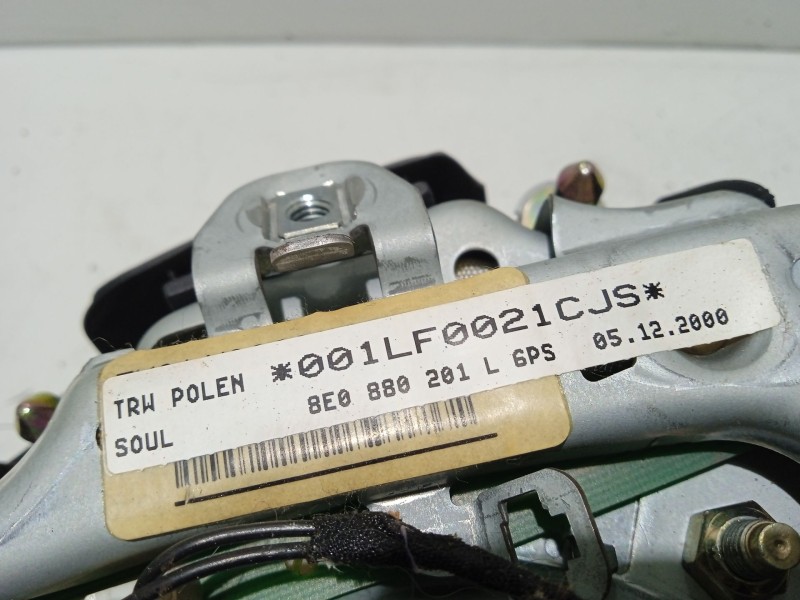 TRW POLEN *001LF0021CJS*
8E0 880 201 L 6PS 05.12.2000
SOUL